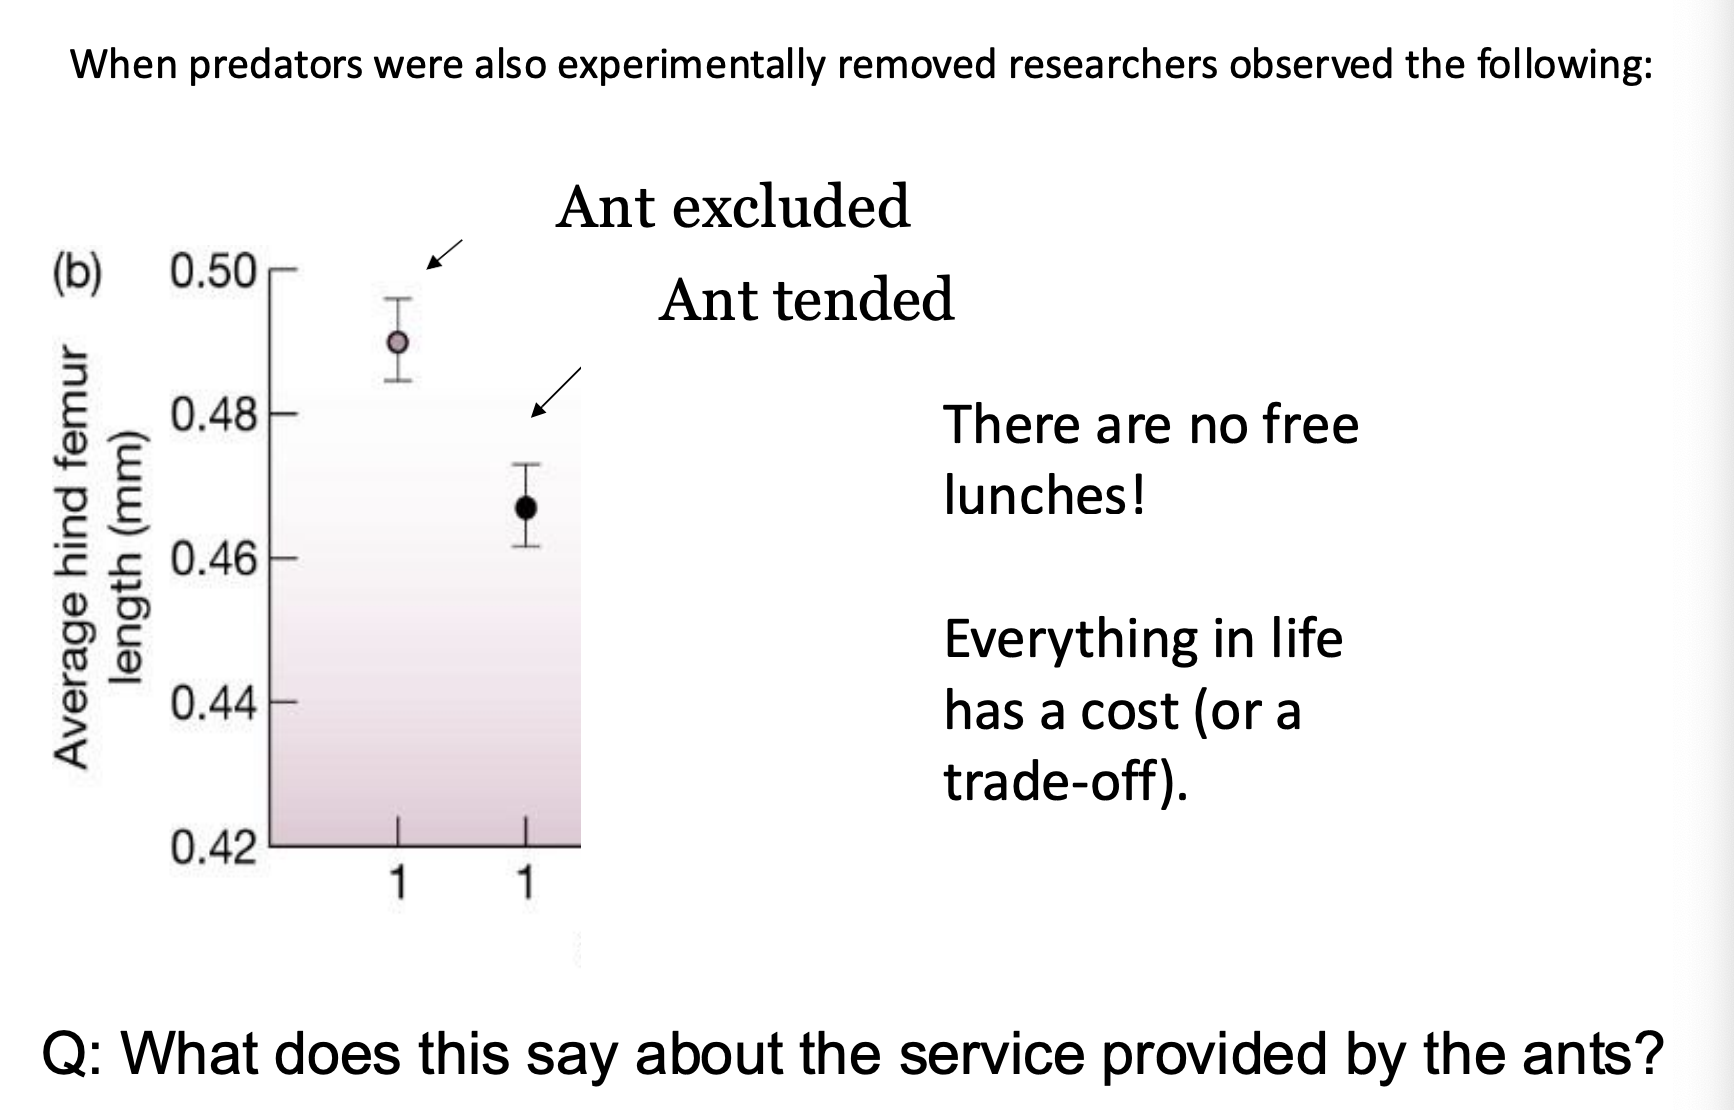 When predators were also experimentally removed researchers observed the following:
Ant excluded
Ant tended
(b)
Average hind femur
length (mm)
0.50
0.48
0.46
0.44
0.42
1 1
There are no free
lunches!
Everything in life
has a cost (or a
trade-off).
Q: What does this say about the service provided by the ants?